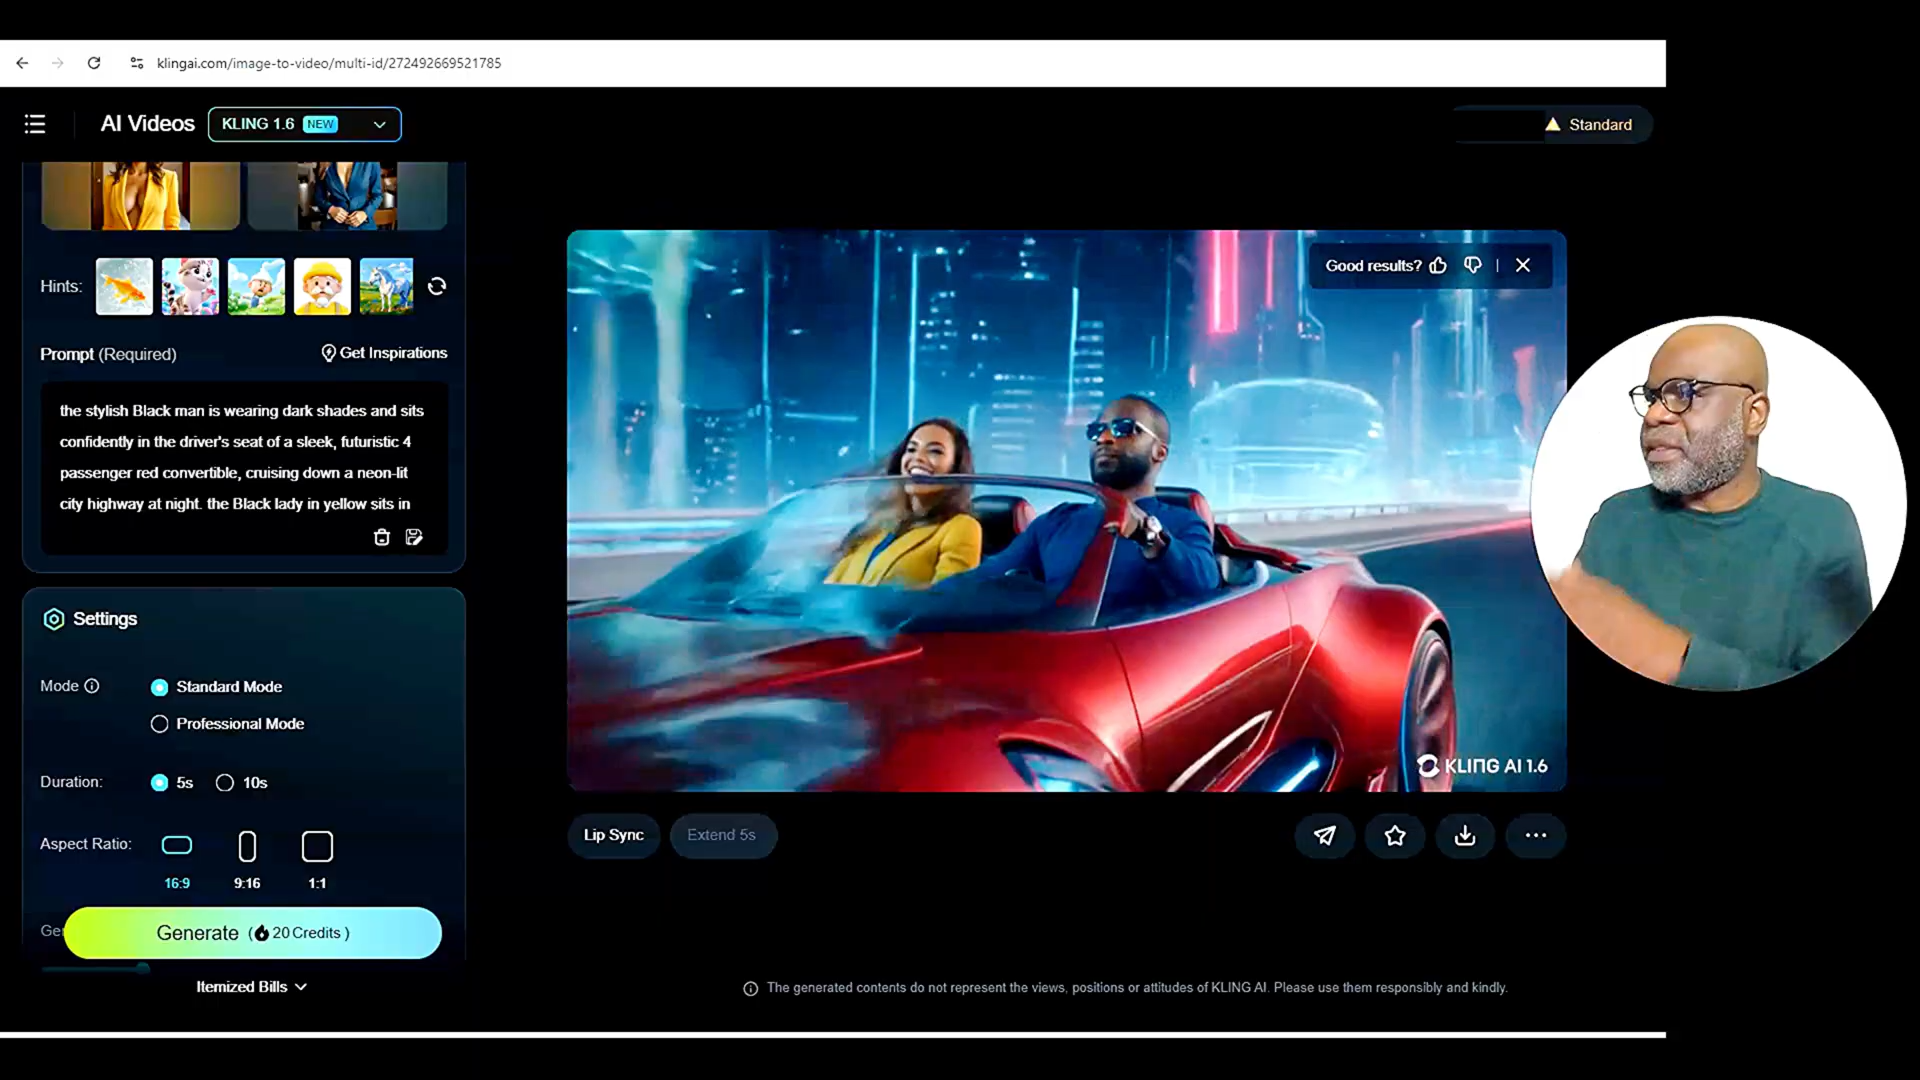 klingai.com/image-to-video/multi-id/272492669521785
AI Videos
KLING 1.6 NEW
Standard
Hints:
Prompt (Required)
Get Inspirations
the stylish Black man is wearing dark shades and sits
confidently in the driver's seat of a sleek, futuristic 4
passenger red convertible, cruising down a neon-lit
city highway at night. the Black lady in yellow sits in
Settings
Mode
Standard Mode
Professional Mode
Duration:
5s
10s
Aspect Ratio:
16:9
9:16
1:1
Ge
Generate ( 20 Credits )
Itemized Bills
Good results?
KLING AI 1.6
Lip Sync
Extend 5s
The generated contents do not represent the views, positions or attitudes of KLING AI. Please use them responsibly and kindly.